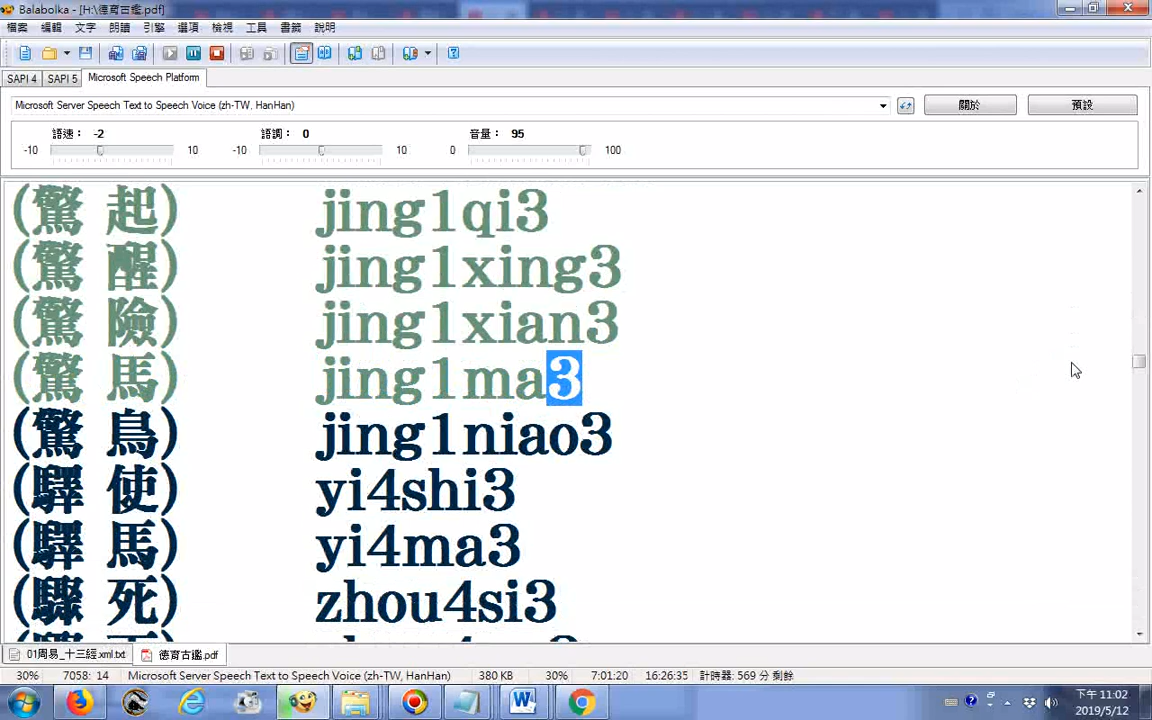 Balabolka - [H:\德育古鑑.pdf]
檔案 編輯 文字 朗讀 引擎 選項 檢視 工具 書籤 說明
SAPI 4 SAPI 5 Microsoft Speech Platform
Microsoft Server Speech Text to Speech Voice (zh-TW, HanHan) 關於 預設
語速： -2 語調： 0 音量： 95
-10 10 -10 10 0 100
(驚 起) jing1qi3
(驚 醒) jing1xing3
(驚 險) jing1xian3
(驚 馬) jing1ma3
(驚 鳥) jing1niao3
(驛 使) yi4shi3
(驛 馬) yi4ma3
(驟 死) zhou4si3
01周易_十三經.xml.txt 德育古鑑.pdf
30% 7058: 14 Microsoft Server Speech Text to Speech Voice (zh-TW, HanHan) 380 KB 30% 7:01:20 16:26:35 計時器: 569 分 剩餘
下午 11:02
2019/5/12